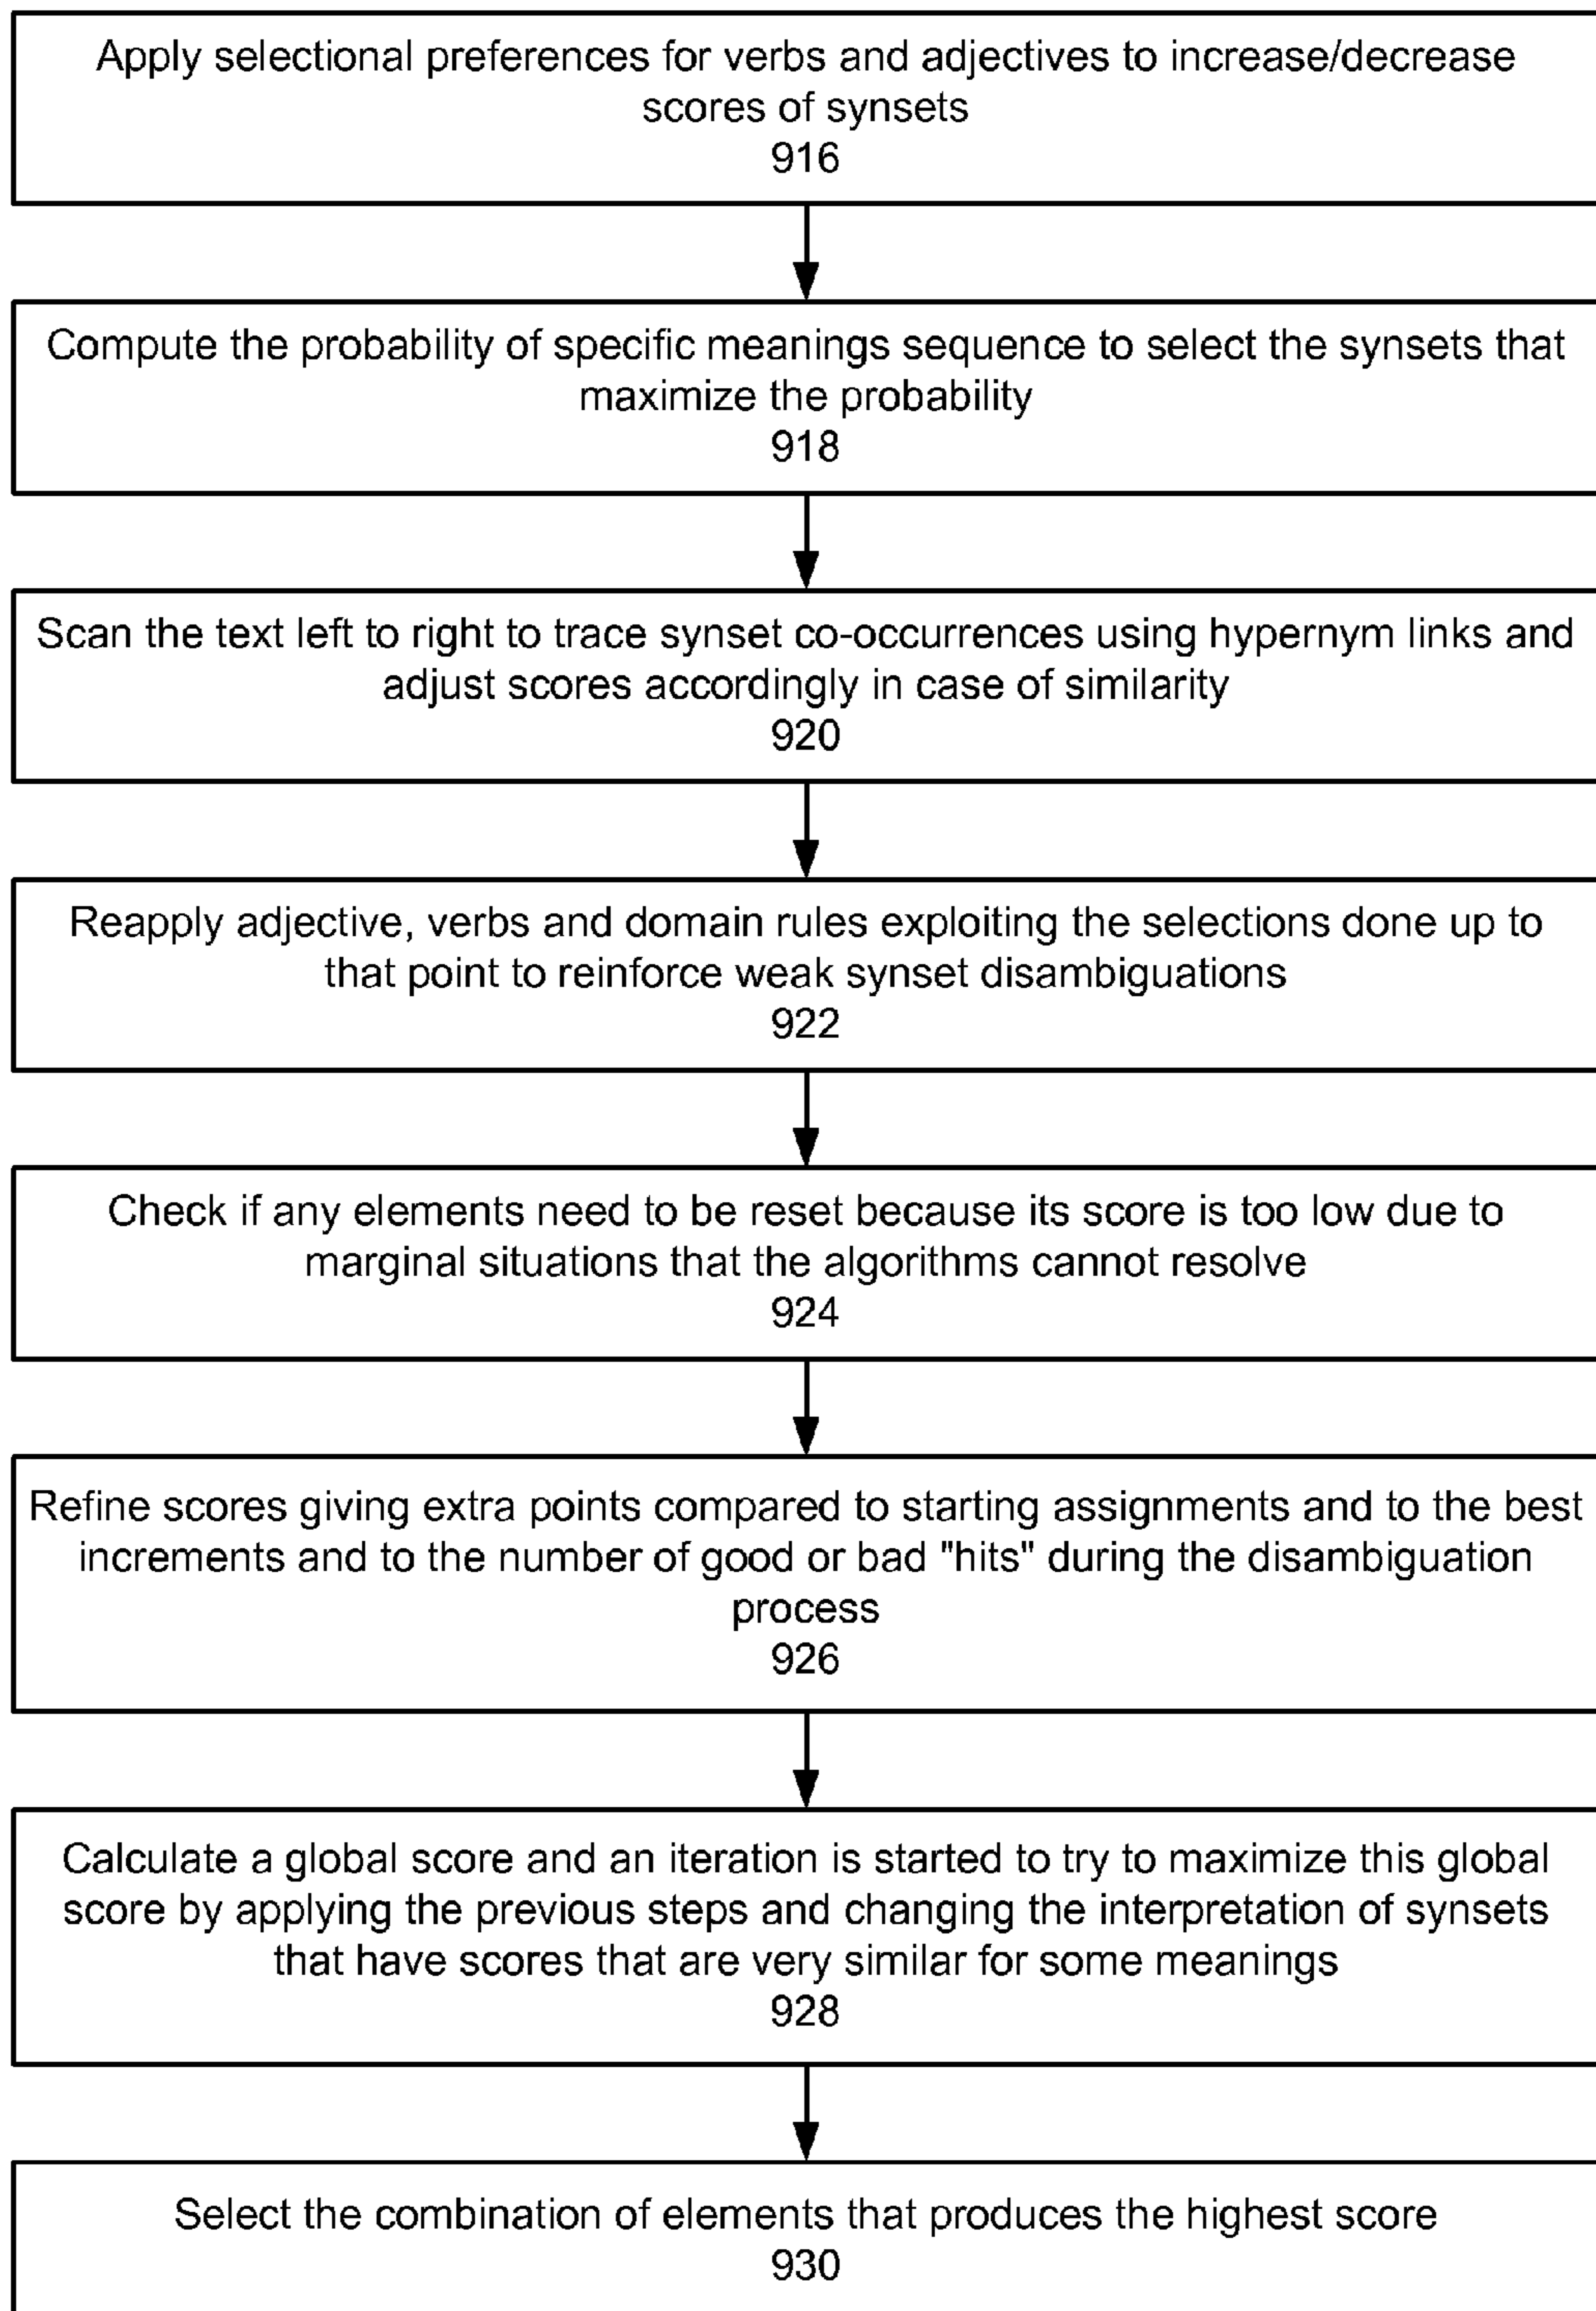 Apply selectional preferences for verbs and adjectives to increase/decrease
scores of synsets
916
Compute the probability of specific meanings sequence to select the synsets that
maximize the probability
918
Scan the text left to right to trace synset co-occurrences using hypernym links and
adjust scores accordingly in case of similarity
920
Reapply adjective, verbs and domain rules exploiting the selections done up to
that point to reinforce weak synset disambiguations
922
Check if any elements need to be reset because its score is too low due to
marginal situations that the algorithms cannot resolve
924
Refine scores giving extra points compared to starting assignments and to the best
increments and to the number of good or bad "hits" during the disambiguation
process
926
Calculate a global score and an iteration is started to try to maximize this global
score by applying the previous steps and changing the interpretation of synsets
that have scores that are very similar for some meanings
928
Select the combination of elements that produces the highest score
930